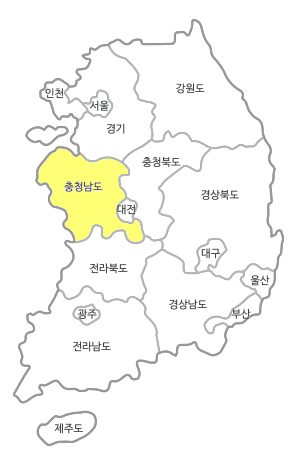 강원도
인천
서울
경기
충청북도
충청남도
경상북도
대전
대구
전라북도
울산
경상남도
광주
부산
전라남도
제주도